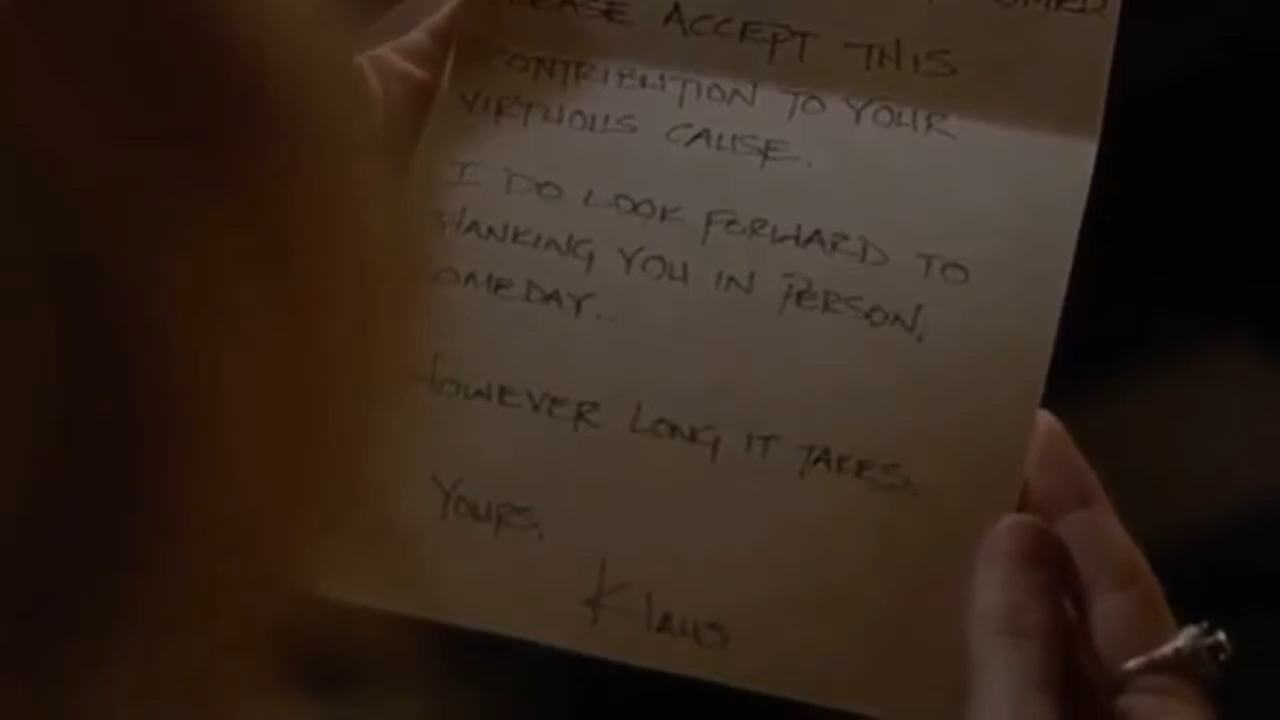 ACCEPT THIS
CONTRIBUTION TO YOUR
VIRTUOUS CAUSE.
I DO LOOK FORWARD TO
THANKING YOU IN PERSON,
SOMEDAY..
HOWEVER LONG IT TAKES.
YOURS,
Klaus